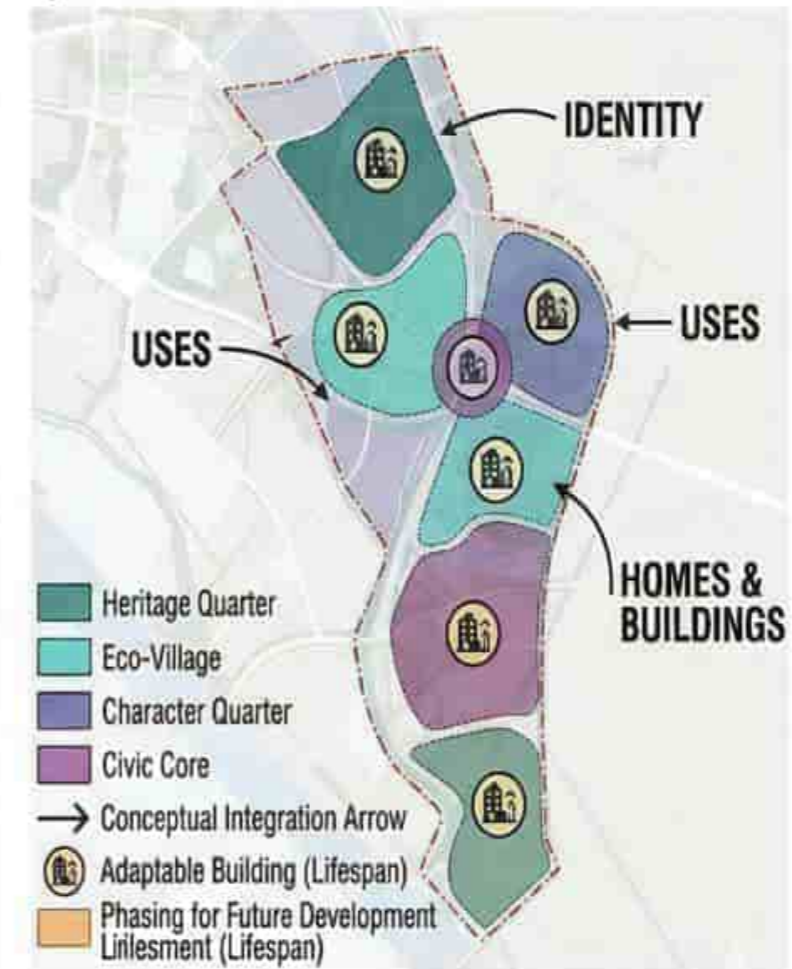 IDENTITY
USES
USES
HOMES &
BUILDINGS
Heritage Quarter
Eco-Village
Character Quarter
Civic Core
Conceptual Integration Arrow
Adaptable Building (Lifespan)
Phasing for Future Development
Linlesment (Lifespan)